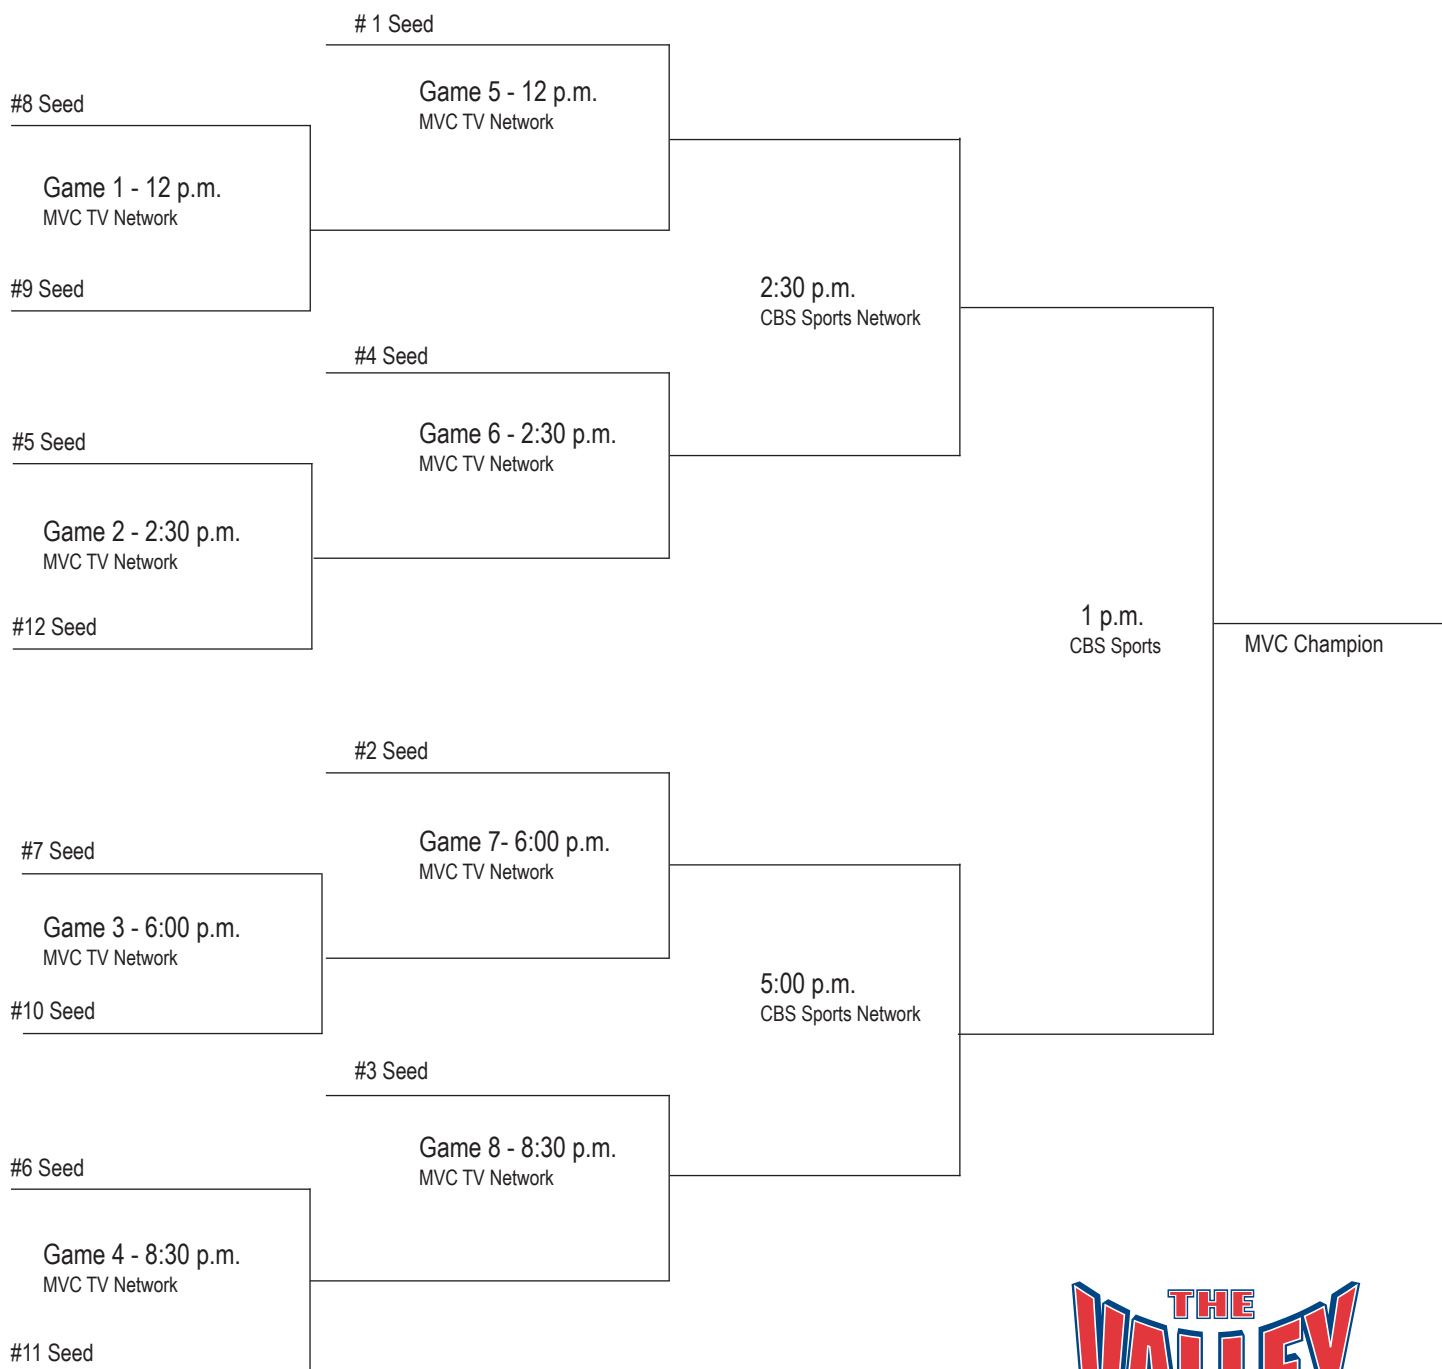 # 1 Seed
Game 5 - 12 p.m.
MVC TV Network
#8 Seed
Game 1 - 12 p.m.
MVC TV Network
#9 Seed
2:30 p.m.
CBS Sports Network
#4 Seed
Game 6 - 2:30 p.m.
MVC TV Network
#5 Seed
Game 2 - 2:30 p.m.
MVC TV Network
#12 Seed
1 p.m.
CBS Sports
MVC Champion
#2 Seed
Game 7- 6:00 p.m.
MVC TV Network
#7 Seed
Game 3 - 6:00 p.m.
MVC TV Network
#10 Seed
5:00 p.m.
CBS Sports Network
#3 Seed
Game 8 - 8:30 p.m.
MVC TV Network
#6 Seed
Game 4 - 8:30 p.m.
MVC TV Network
#11 Seed
THE
VALLEY